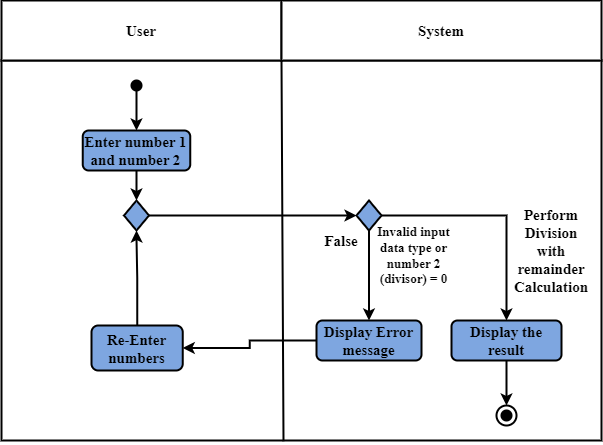 User
System
Enter number 1
and number 2
False
Invalid input
data type or
number 2
(divisor) = 0
Perform
Division
with
remainder
Calculation
Re-Enter
numbers
Display Error
message
Display the
result